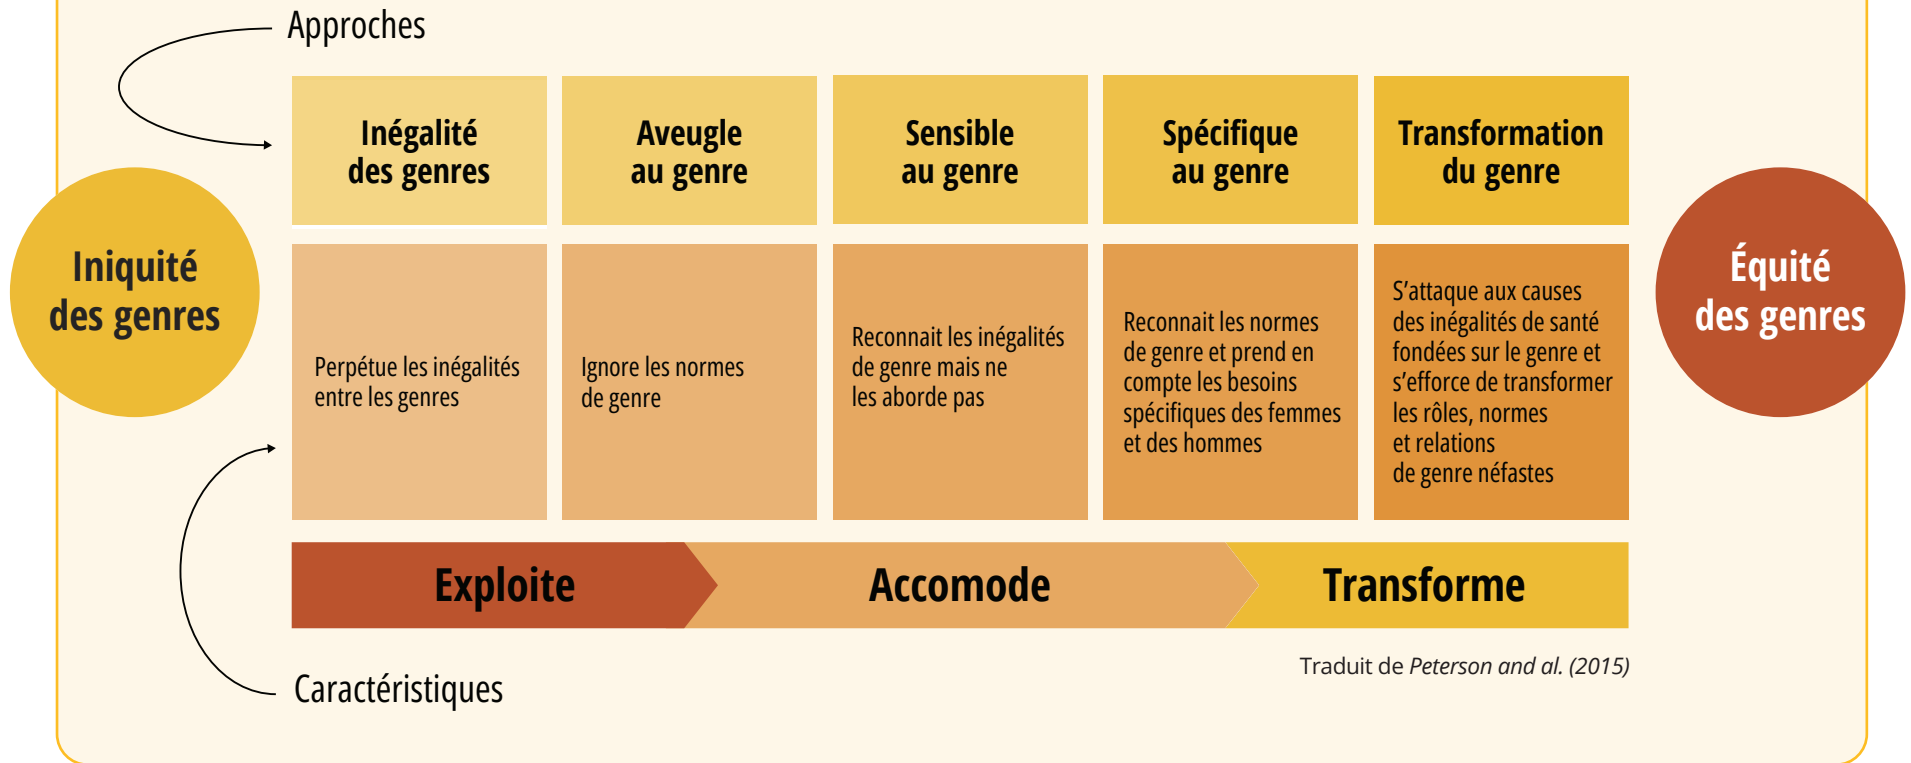 Approches
Inégalité
des genres
Aveugle
au genre
Sensible
au genre
Spécifique
au genre
Transformation
du genre
Iniquité
des genres
Équité
des genres
Perpétue les inégalités
entre les genres
Ignore les normes
de genre
Reconnait les inégalités
de genre mais ne
les aborde pas
Reconnait les normes
de genre et prend en
compte les besoins
spécifiques des femmes
et des hommes
S'attaque aux causes
des inégalités de santé
fondées sur le genre et
s'efforce de transformer
les rôles, normes
et relations
de genre néfastes
Exploite
Accomode
Transforme
Traduit de Peterson and al. (2015)
Caractéristiques